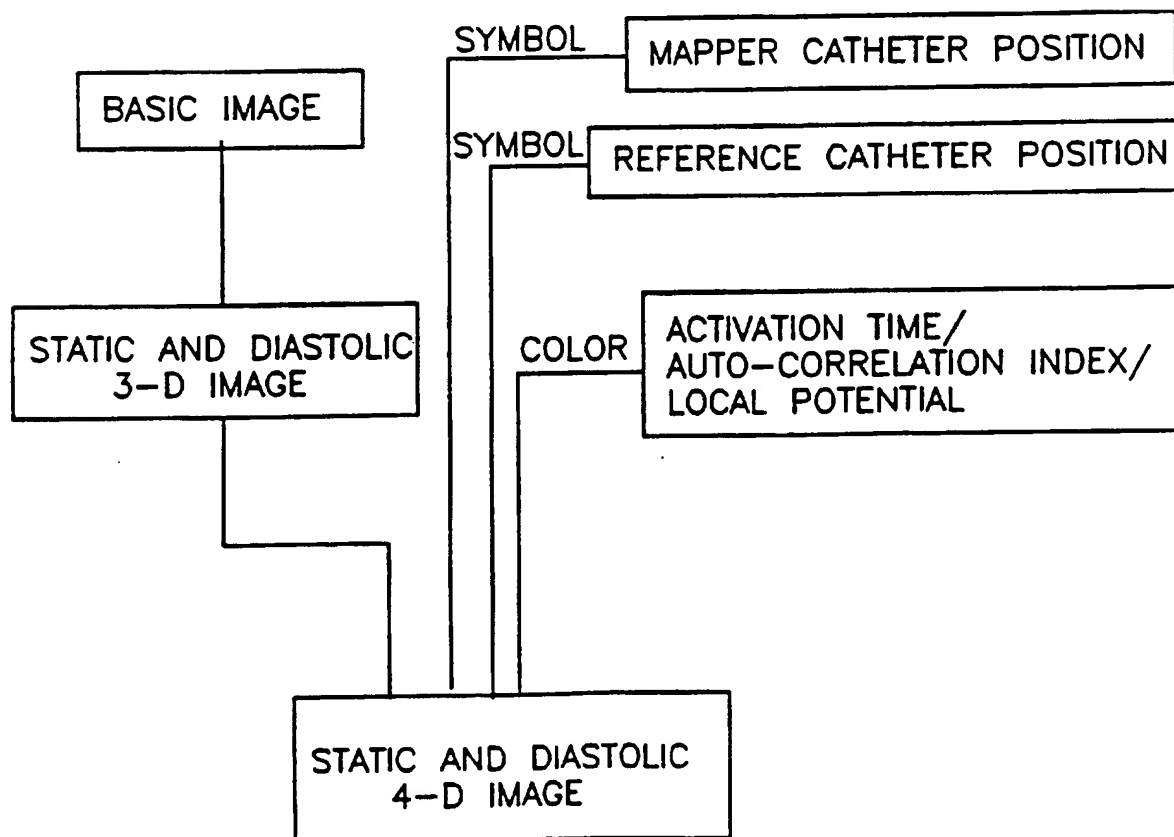 SYMBOL
MAPPER CATHETER POSITION
BASIC IMAGE
SYMBOL
REFERENCE CATHETER POSITION
STATIC AND DIASTOLIC
3-D IMAGE
COLOR
ACTIVATION TIME/
AUTO-CORRELATION INDEX/
LOCAL POTENTIAL
STATIC AND DIASTOLIC
4-D IMAGE